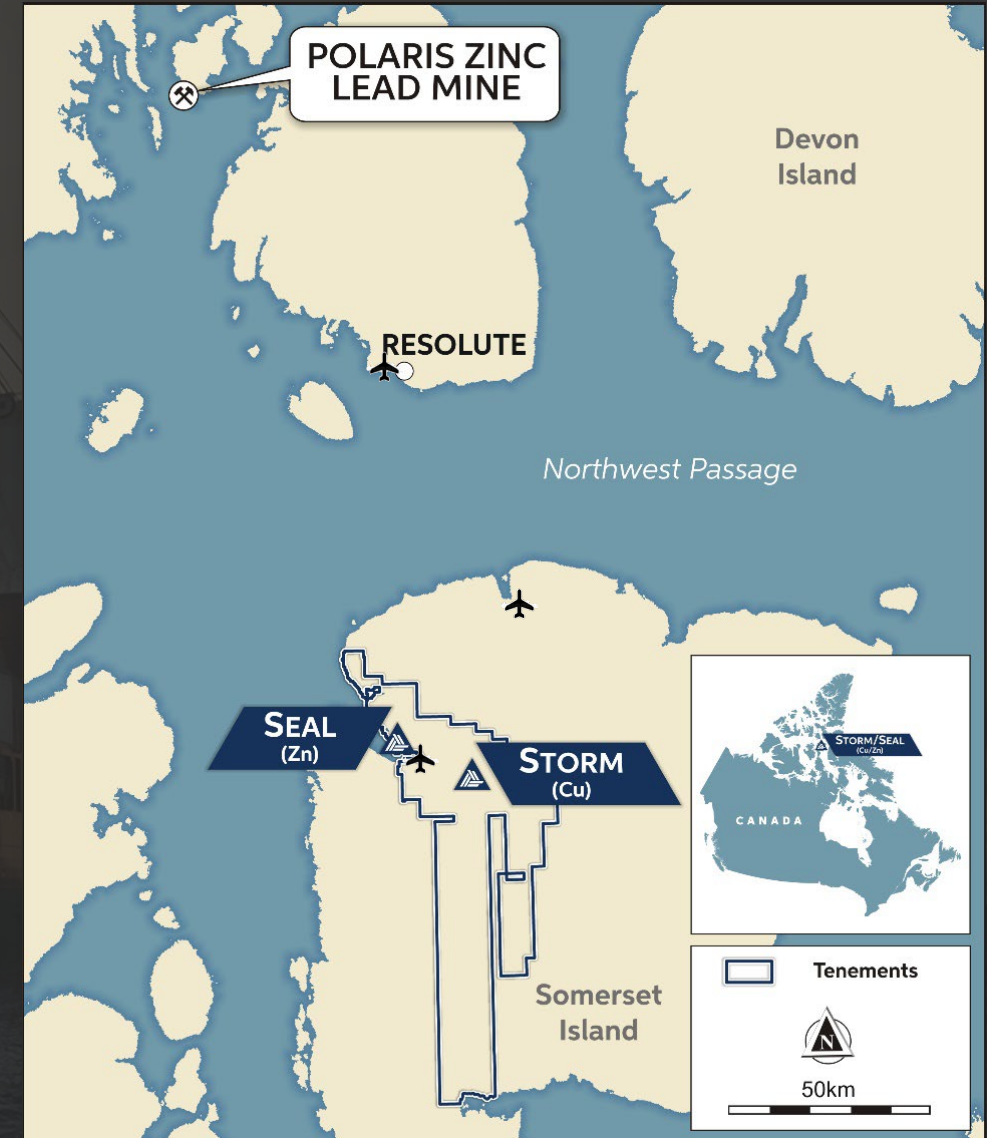 POLARIS ZINC
LEAD MINE
Devon
Island
RESOLUTE
Northwest Passage
SEAL
(Zn)
STORM
(Cu)
STORM/SEAL
(Cu/Zn)
CANADA
Somerset
Island
Tenements
N
50km